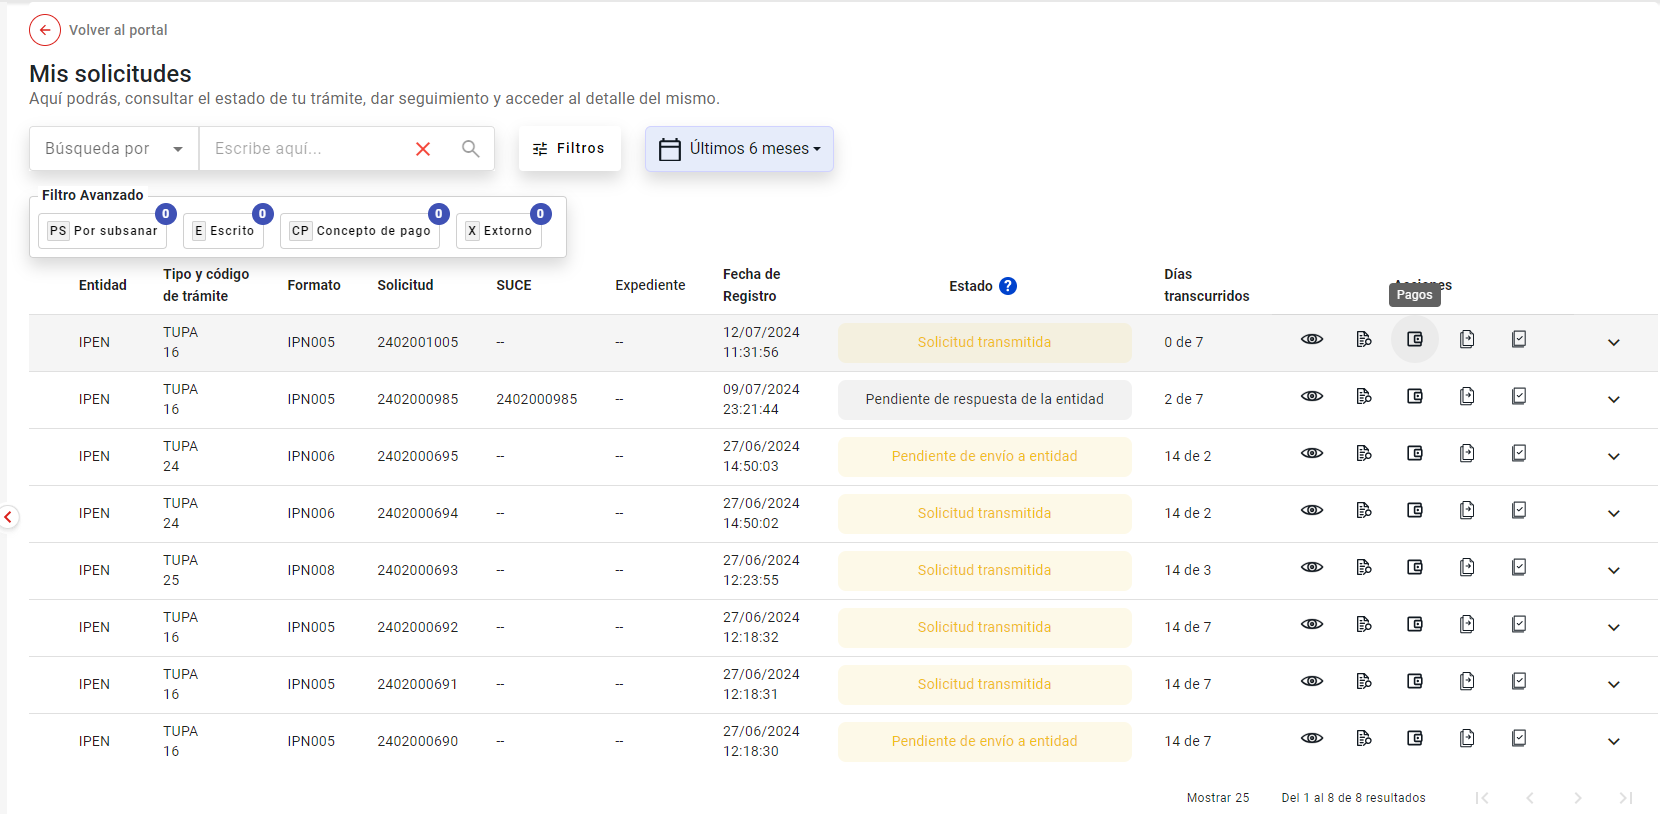 Volver al portal
Mis solicitudes
Aquí podrás, consultar el estado de tu trámite, dar seguimiento y acceder al detalle del mismo.
Búsqueda por Escribe aquí... Filtros Últimos 6 meses
Filtro Avanzado
PS Por subsanar 0 E Escrito 0 CP Concepto de pago 0 X Extorno 0
Entidad Tipo y código de trámite Formato Solicitud SUCE Expediente Fecha de Registro Estado ? Días transcurridos
Pagos
IPEN TUPA 16 IPN005 2402001005 -- -- 12/07/2024 11:31:56 Solicitud transmitida 0 de 7
IPEN TUPA 16 IPN005 2402000985 2402000985 -- 09/07/2024 23:21:44 Pendiente de respuesta de la entidad 2 de 7
IPEN TUPA 24 IPN006 2402000695 -- -- 27/06/2024 14:50:03 Pendiente de envío a entidad 14 de 2
IPEN TUPA 24 IPN006 2402000694 -- -- 27/06/2024 14:50:02 Solicitud transmitida 14 de 2
IPEN TUPA 25 IPN008 2402000693 -- -- 27/06/2024 12:23:55 Solicitud transmitida 14 de 3
IPEN TUPA 16 IPN005 2402000692 -- -- 27/06/2024 12:18:32 Solicitud transmitida 14 de 7
IPEN TUPA 16 IPN005 2402000691 -- -- 27/06/2024 12:18:31 Solicitud transmitida 14 de 7
IPEN TUPA 16 IPN005 2402000690 -- -- 27/06/2024 12:18:30 Pendiente de envío a entidad 14 de 7
Mostrar 25 Del 1 al 8 de 8 resultados